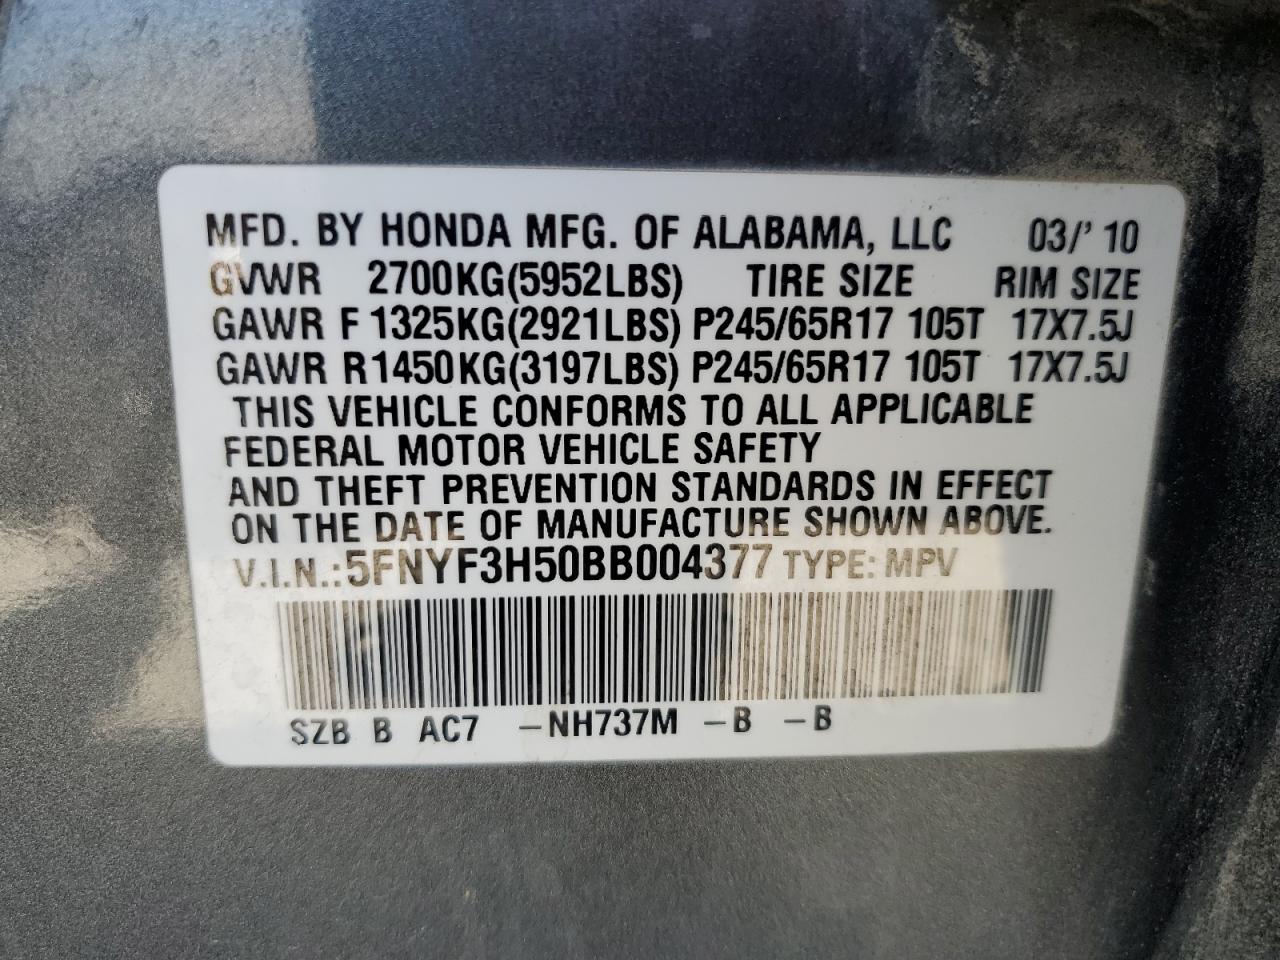 MFD. BY HONDA MFG. OF ALABAMA, LLC 03/' 10
GVWR 2700KG(5952LBS) TIRE SIZE RIM SIZE
GAWR F 1325KG(2921LBS) P245/65R17 105T 17X7.5J
GAWR R1450KG(3197LBS) P245/65R17 105T 17X7.5J
THIS VEHICLE CONFORMS TO ALL APPLICABLE
FEDERAL MOTOR VEHICLE SAFETY
AND THEFT PREVENTION STANDARDS IN EFFECT
ON THE DATE OF MANUFACTURE SHOWN ABOVE.
V.I.N.:5FNYF3H50BB004377 TYPE: MPV
SZB B AC7 –NH737M –B –B